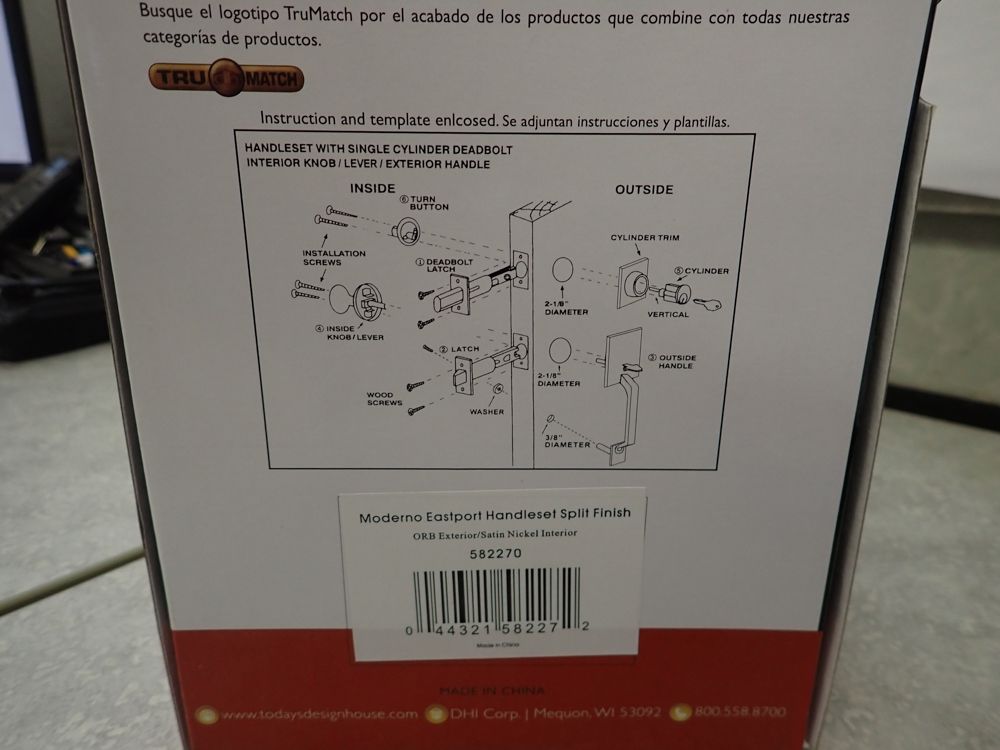 Busque el logotipo TruMatch por el acabado de los productos que combine con todas nuestras
categorías de productos.
TRU MATCH
Instruction and template enlcosed. Se adjuntan instrucciones y plantillas.
HANDLESET WITH SINGLE CYLINDER DEADBOLT
INTERIOR KNOB / LEVER / EXTERIOR HANDLE
INSIDE
OUTSIDE
⑥ TURN
BUTTON
CYLINDER TRIM
INSTALLATION
SCREWS
① DEADBOLT
LATCH
⑤ CYLINDER
2-1/8"
DIAMETER
VERTICAL
④ INSIDE
KNOB / LEVER
② LATCH
③ OUTSIDE
HANDLE
2-1/8"
DIAMETER
WOOD
SCREWS
WASHER
3/8"
DIAMETER
Moderno Eastport Handleset Split Finish
ORB Exterior/Satin Nickel Interior
582270
0 44321 58227 2
Made in China
MADE IN CHINA
www.todaysdesignhouse.com DHI Corp. | Mequon, WI 53092 800.558.8700